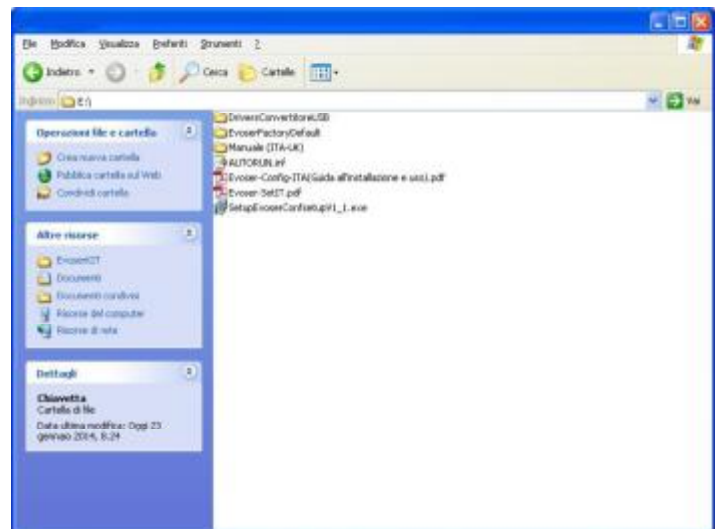 File Modifica Visualizza Preferiti Strumenti ?
Indietro Cerca Cartelle
Indirizzo E:\ Vai
Operazioni file e cartella
Crea nuova cartella
Pubblica cartella sul Web
Condividi cartella
Altre risorse
EvoserKIT
Documenti
Documenti condivisi
Risorse del computer
Risorse di rete
Dettagli
Chiavetta
Cartella di file
Data ultima modifica: Oggi 23
gennaio 2014, 8.24
DriversConvertitoreUSB
EvoserFactoryDefault
Manuale (ITA-UK)
AUTORUN.inf
Evoser-Config-ITA(Guida all'installazione e uso).pdf
Evoser-SetIT.pdf
SetupEvoserConfsetupV1_1.exe